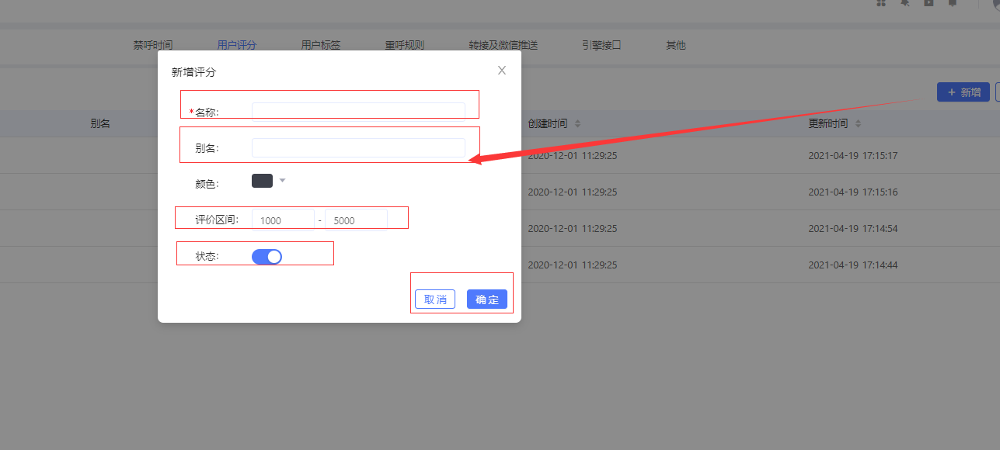 禁呼时间 用户评分 用户标签 重呼规则 转接及微信推送 引擎接口 其他
新增评分
+ 新增
*名称:
别名 创建时间 更新时间
别名:
2020-12-01 11:29:25 2021-04-19 17:15:17
颜色:
2020-12-01 11:29:25 2021-04-19 17:15:16
评价区间: 1000 - 5000
2020-12-01 11:29:25 2021-04-19 17:14:54
状态:
2020-12-01 11:29:25 2021-04-19 17:14:44
取消 确定